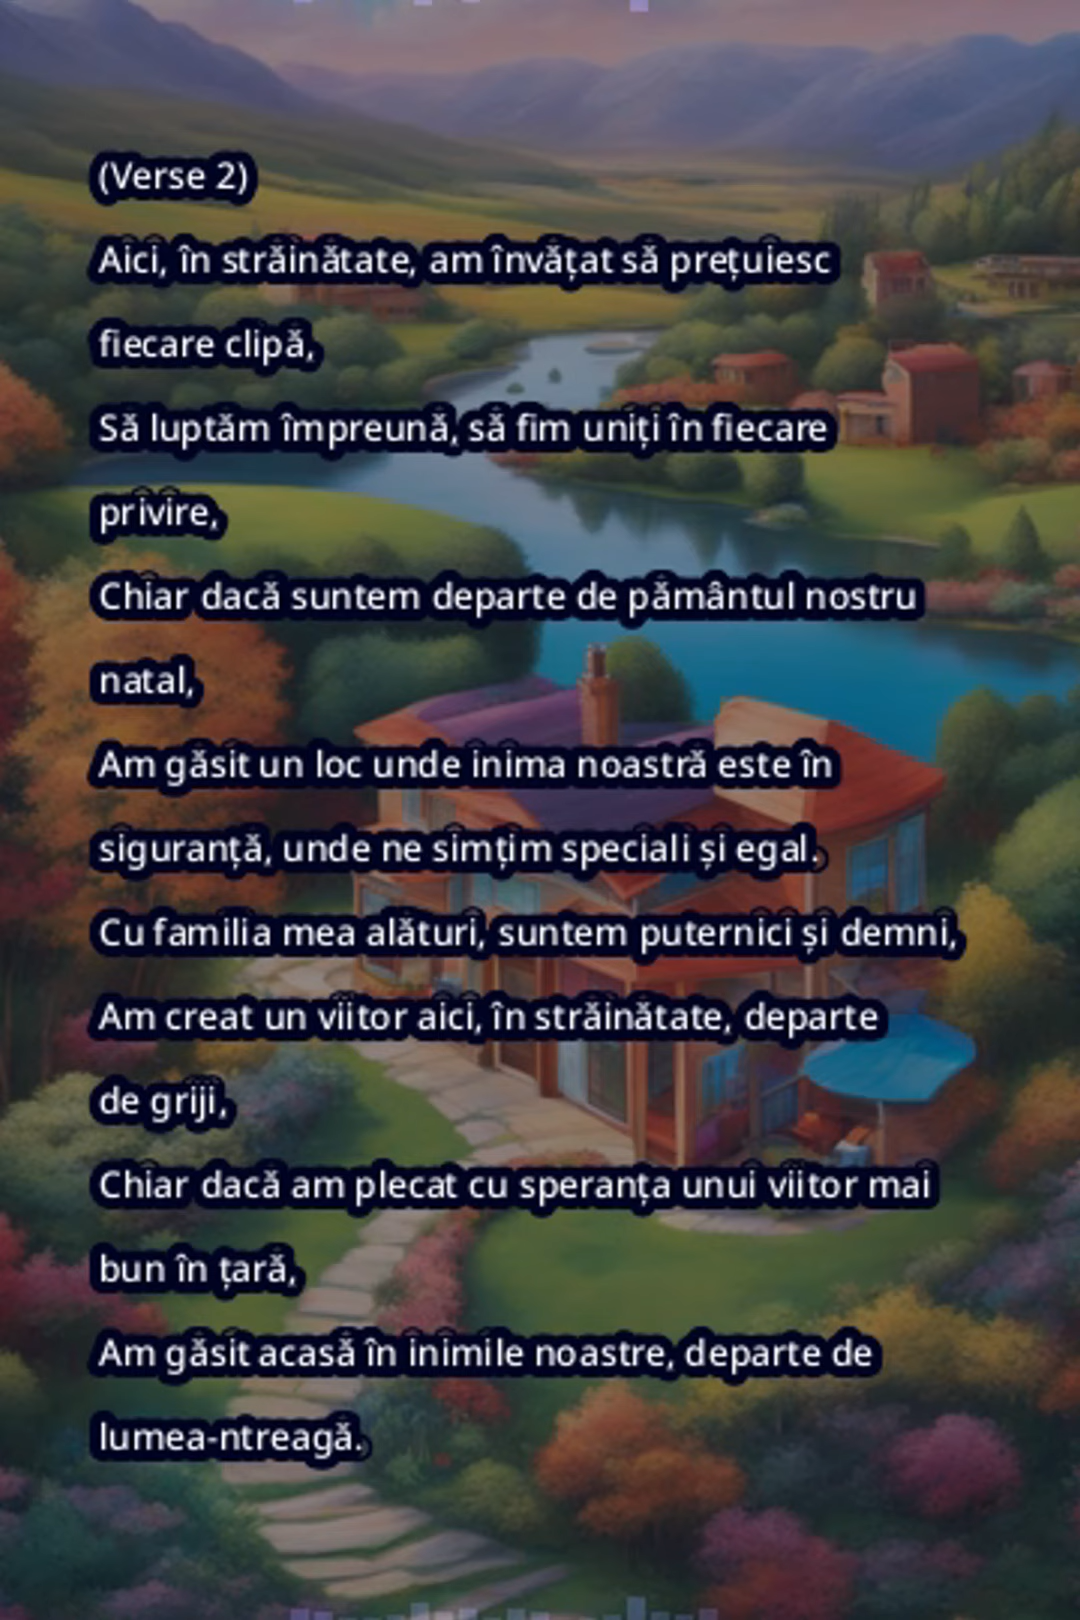 (Verse 2)
Aici, în străinătate, am învățat să prețuiesc
fiecare clipă,
Să luptăm împreună, să fim uniți în fiecare
privire,
Chiar dacă suntem departe de pământul nostru
natal,
Am găsit un loc unde inima noastră este în
siguranță, unde ne simțim speciali și egal.
Cu familia mea alături, suntem puternici și demni,
Am creat un viitor aici, în străinătate, departe
de griji,
Chiar dacă am plecat cu speranța unui viitor mai
bun în țară,
Am găsit acasă în inimile noastre, departe de
lumea-ntreagă.